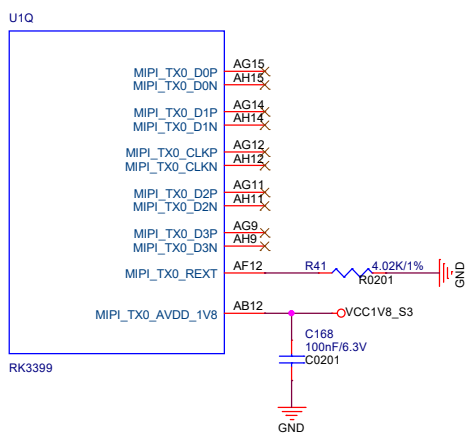 U1Q
MIPI_TX0_D0P AG15
MIPI_TX0_D0N AH15
MIPI_TX0_D1P AG14
MIPI_TX0_D1N AH14
MIPI_TX0_CLKP AG12
MIPI_TX0_CLKN AH12
MIPI_TX0_D2P AG11
MIPI_TX0_D2N AH11
MIPI_TX0_D3P AG9
MIPI_TX0_D3N AH9
MIPI_TX0_REXT AF12 R41 4.02K/1%
R0201
GND
MIPI_TX0_AVDD_1V8 AB12 VCC1V8_S3
C168
100nF/6.3V
C0201
RK3399
GND